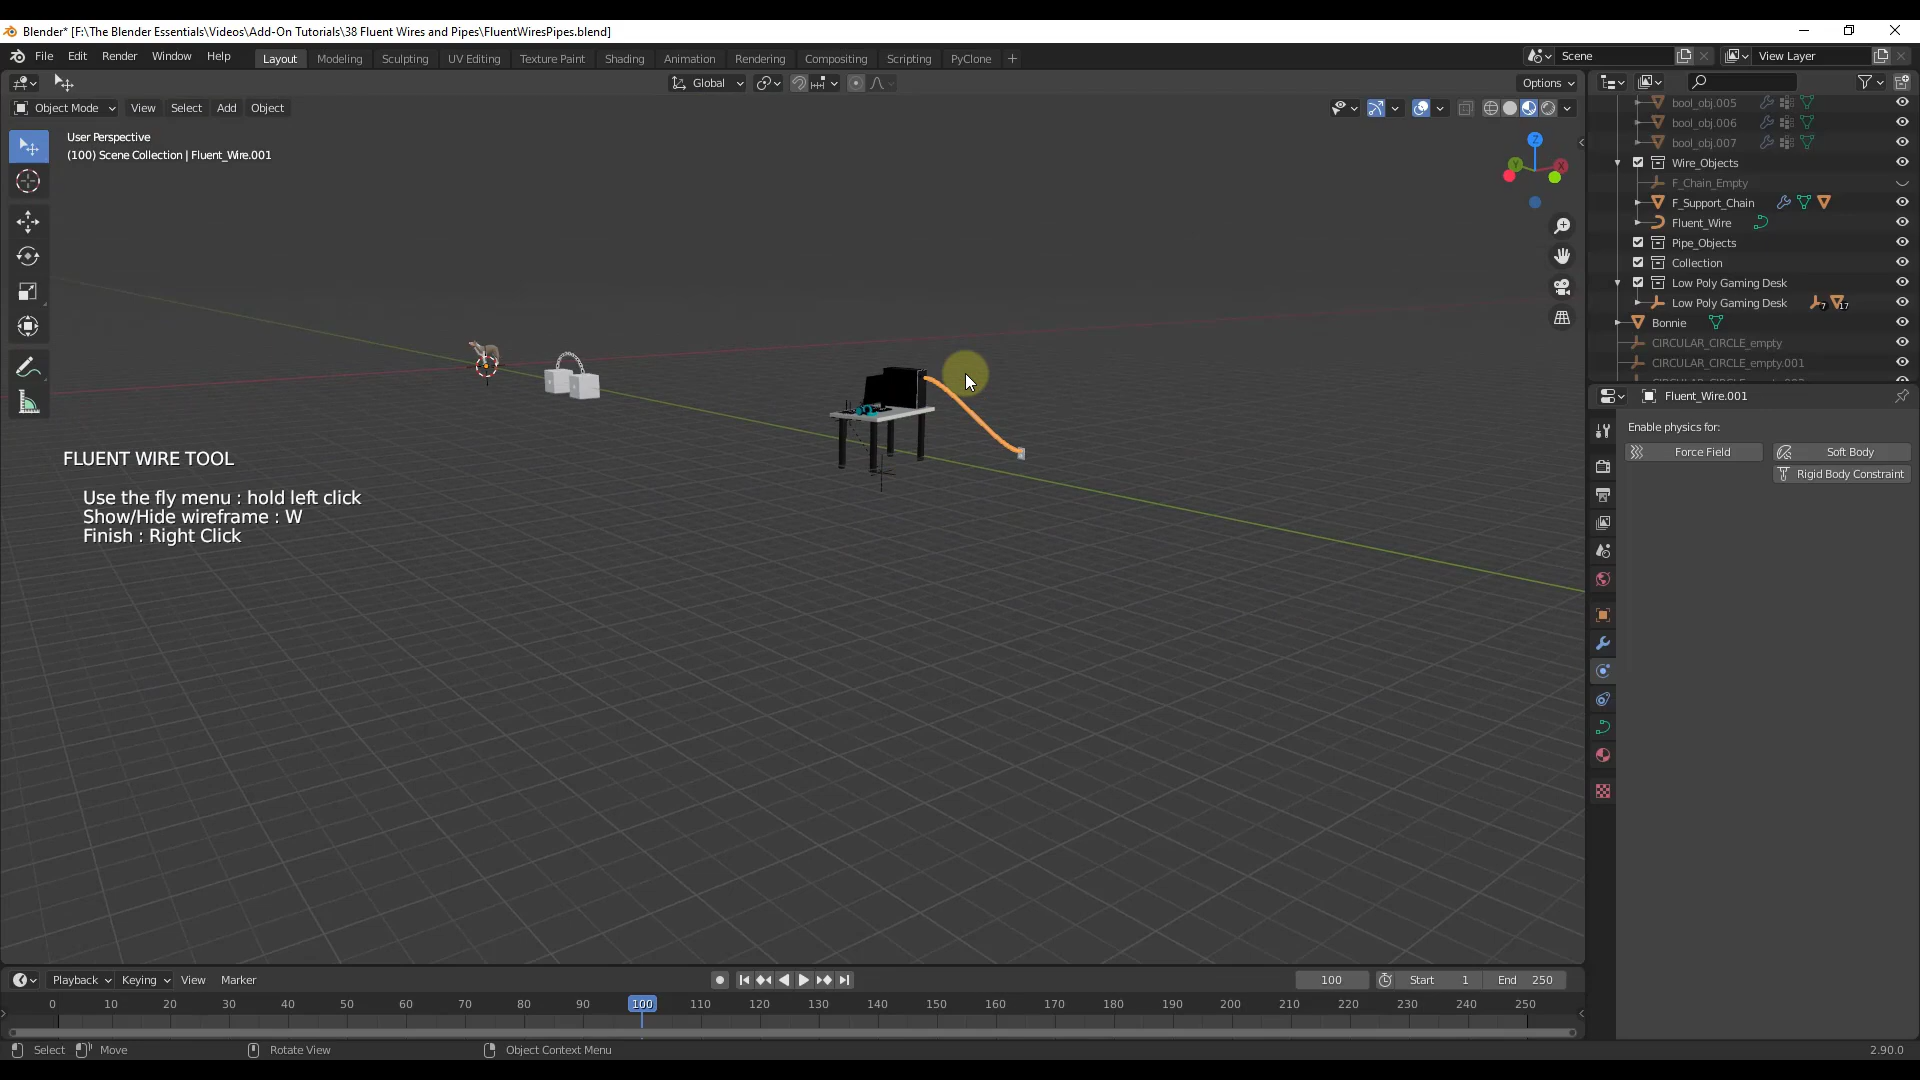 Blender* [F:\The Blender Essentials\Videos\Add-On Tutorials\38 Fluent Wires and Pipes\FluentWiresPipes.blend]
File Edit Render Window Help Layout Modeling Sculpting UV Editing Texture Paint Shading Animation Rendering Compositing Scripting PyClone + Scene View Layer
Global Options
Object Mode View Select Add Object
User Perspective
(100) Scene Collection | Fluent_Wire.001
Z
Y
X
FLUENT WIRE TOOL
Use the fly menu : hold left click
Show/Hide wireframe : W
Finish : Right Click
bool_obj.005
bool_obj.006
bool_obj.007
Wire_Objects
F_Chain_Empty
F_Support_Chain
Fluent_Wire
Pipe_Objects
Collection
Low Poly Gaming Desk
Low Poly Gaming Desk 7 17
Bonnie
CIRCULAR_CIRCLE_empty
CIRCULAR_CIRCLE_empty.001
Fluent_Wire.001
Enable physics for:
Force Field Soft Body
Rigid Body Constraint
Playback Keying View Marker 100 Start 1 End 250
0 10 20 30 40 50 60 70 80 90 100 110 120 130 140 150 160 170 180 190 200 210 220 230 240 250
Select Move Rotate View Object Context Menu 2.90.0